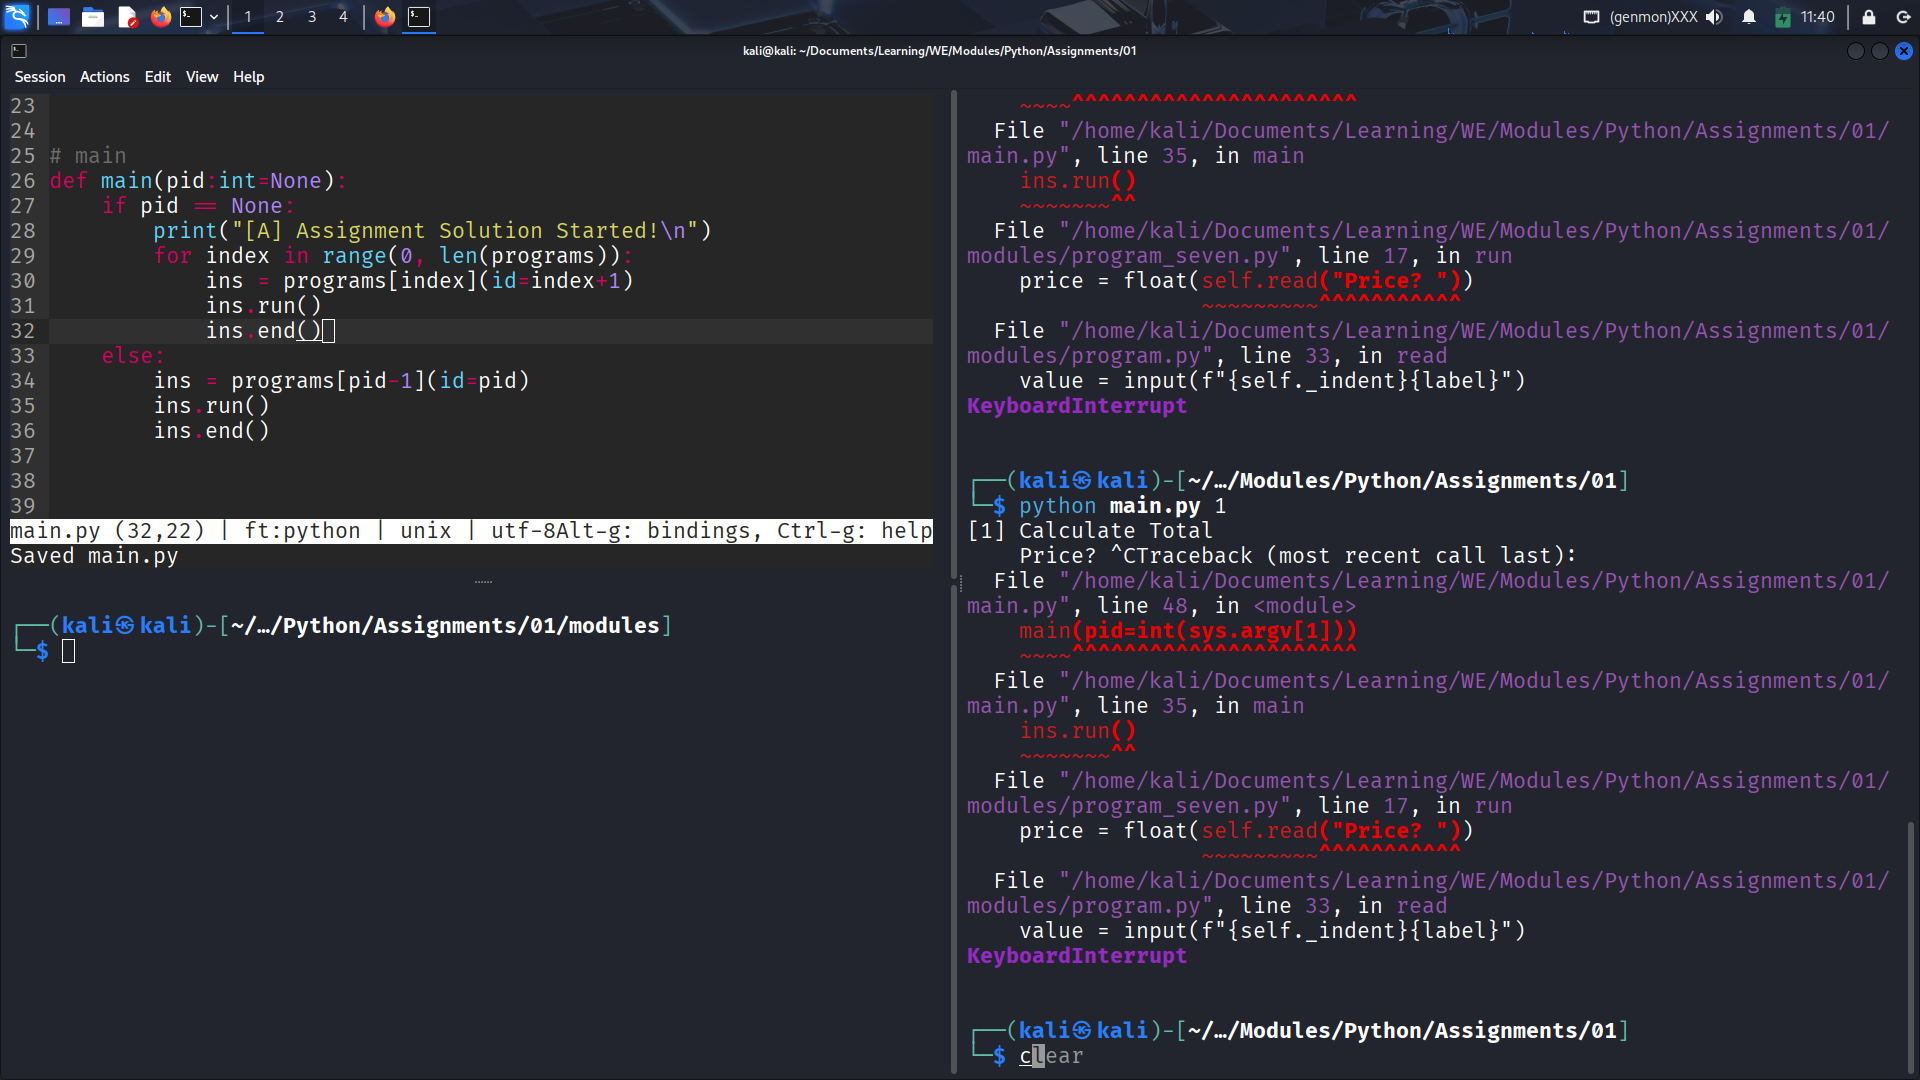 1 2 3 4
(genmon)XXX 11:40
kali@kali: ~/Documents/Learning/WE/Modules/Python/Assignments/01
Session Actions Edit View Help
23
24
25 # main
26 def main(pid:int=None):
27     if pid == None:
28         print("[A] Assignment Solution Started!\n")
29         for index in range(0, len(programs)):
30             ins = programs[index](id=index+1)
31             ins.run()
32             ins.end()
33     else:
34         ins = programs[pid-1](id=pid)
35         ins.run()
36         ins.end()
37
38
39
main.py (32,22) | ft:python | unix | utf-8Alt-g: bindings, Ctrl-g: help
Saved main.py
┌──(kali㉿kali)-[~/…/Python/Assignments/01/modules]
└─$
    ~~~~^^^^^^^^^^^^^^^^^^^^^^
  File "/home/kali/Documents/Learning/WE/Modules/Python/Assignments/01/
main.py", line 35, in main
    ins.run()
    ~~~~~~~^^
  File "/home/kali/Documents/Learning/WE/Modules/Python/Assignments/01/
modules/program_seven.py", line 17, in run
    price = float(self.read("Price? "))
                  ~~~~~~~~~^^^^^^^^^^^
  File "/home/kali/Documents/Learning/WE/Modules/Python/Assignments/01/
modules/program.py", line 33, in read
    value = input(f"{self._indent}{label}")
KeyboardInterrupt
┌──(kali㉿kali)-[~/…/Modules/Python/Assignments/01]
└─$ python main.py 1
[1] Calculate Total
    Price? ^CTraceback (most recent call last):
  File "/home/kali/Documents/Learning/WE/Modules/Python/Assignments/01/
main.py", line 48, in <module>
    main(pid=int(sys.argv[1]))
    ~~~~^^^^^^^^^^^^^^^^^^^^^^
  File "/home/kali/Documents/Learning/WE/Modules/Python/Assignments/01/
main.py", line 35, in main
    ins.run()
    ~~~~~~~^^
  File "/home/kali/Documents/Learning/WE/Modules/Python/Assignments/01/
modules/program_seven.py", line 17, in run
    price = float(self.read("Price? "))
                  ~~~~~~~~~^^^^^^^^^^^
  File "/home/kali/Documents/Learning/WE/Modules/Python/Assignments/01/
modules/program.py", line 33, in read
    value = input(f"{self._indent}{label}")
KeyboardInterrupt
┌──(kali㉿kali)-[~/…/Modules/Python/Assignments/01]
└─$ clear